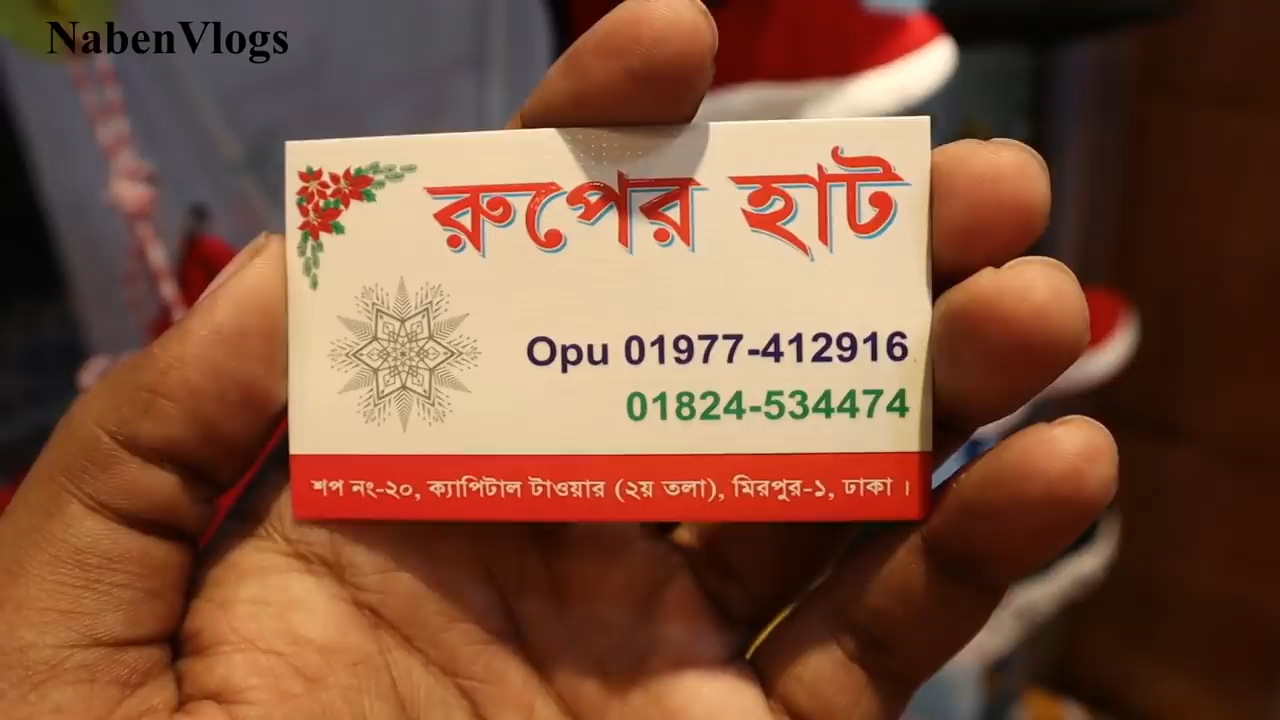 NabenVlogs
রুপের হাট
Opu 01977-412916
01824-534474
শপ নং-২০, ক্যাপিটাল টাওয়ার (২য় তলা), মিরপুর-১, ঢাকা ।